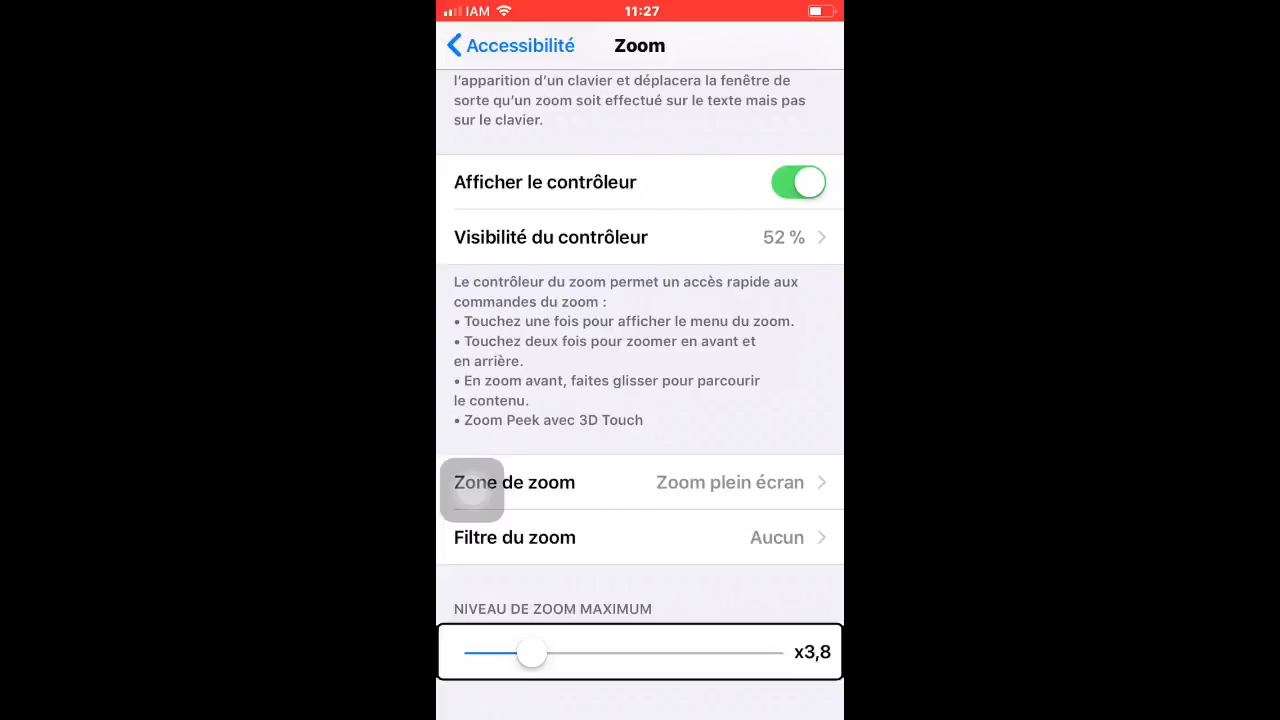 IAM 11:27
Accessibilité Zoom
l'apparition d'un clavier et déplacera la fenêtre de
sorte qu'un zoom soit effectué sur le texte mais pas
sur le clavier.
Afficher le contrôleur
Visibilité du contrôleur 52 %
Le contrôleur du zoom permet un accès rapide aux
commandes du zoom :
• Touchez une fois pour afficher le menu du zoom.
• Touchez deux fois pour zoomer en avant et
en arrière.
• En zoom avant, faites glisser pour parcourir
le contenu.
• Zoom Peek avec 3D Touch
Zone de zoom Zoom plein écran
Filtre du zoom Aucun
NIVEAU DE ZOOM MAXIMUM
x3,8